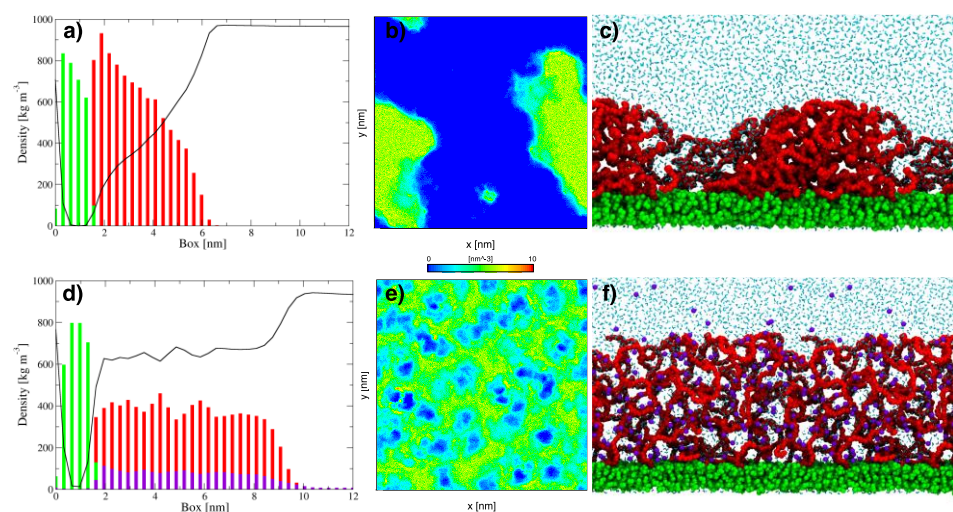 a)
b)
c)
1000
800
600
400
200
0
Density [kg m⁻³]
0 2 4 6 8 10 12
Box [nm]
y [nm]
x [nm]
0 [nm^-3] 10
d)
e)
f)
1000
800
600
400
200
0
Density [kg m⁻³]
0 2 4 6 8 10 12
Box [nm]
y [nm]
x [nm]